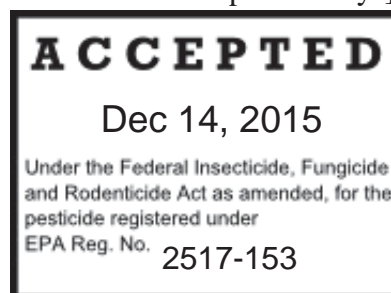 ACCEPTED
Dec 14, 2015
Under the Federal Insecticide, Fungicide
and Rodenticide Act as amended, for the
pesticide registered under
EPA Reg. No. 2517-153